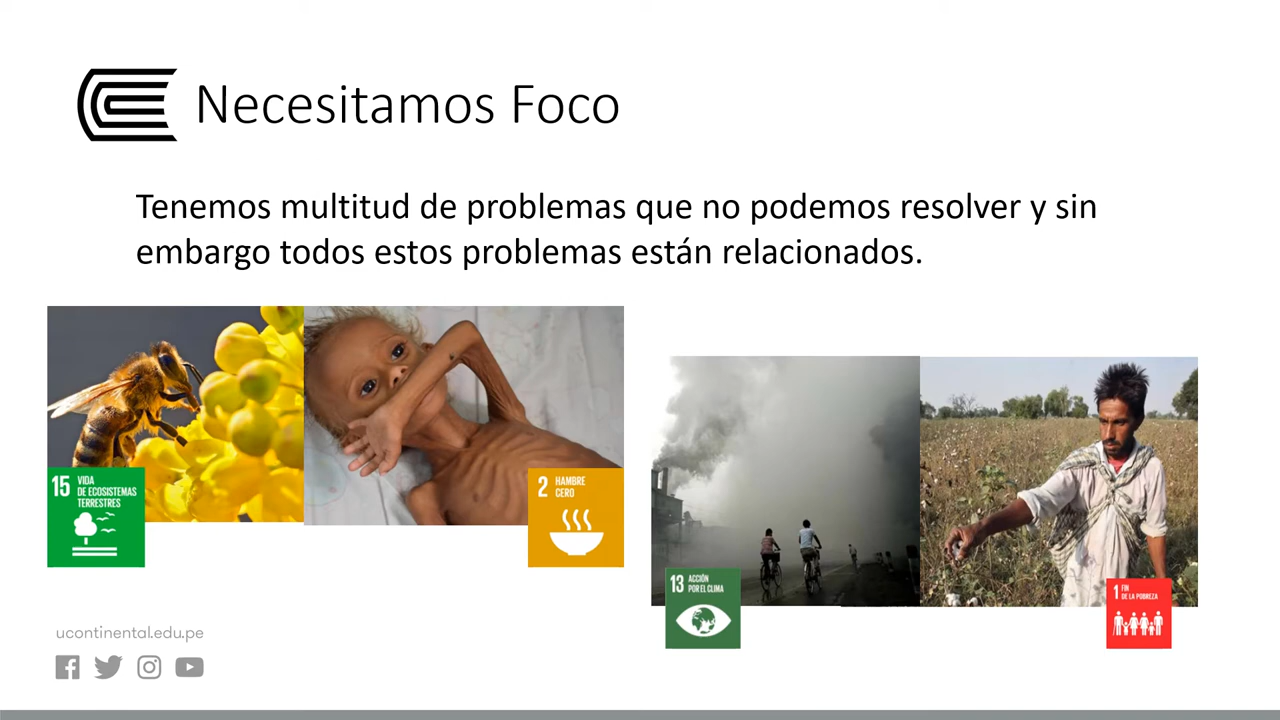 Necesitamos Foco
Tenemos multitud de problemas que no podemos resolver y sin
embargo todos estos problemas están relacionados.
15 VIDA
DE ECOSISTEMAS
TERRESTRES
2 HAMBRE
CERO
13 ACCIÓN
POR EL CLIMA
1 FIN
DE LA POBREZA
ucontinental.edu.pe